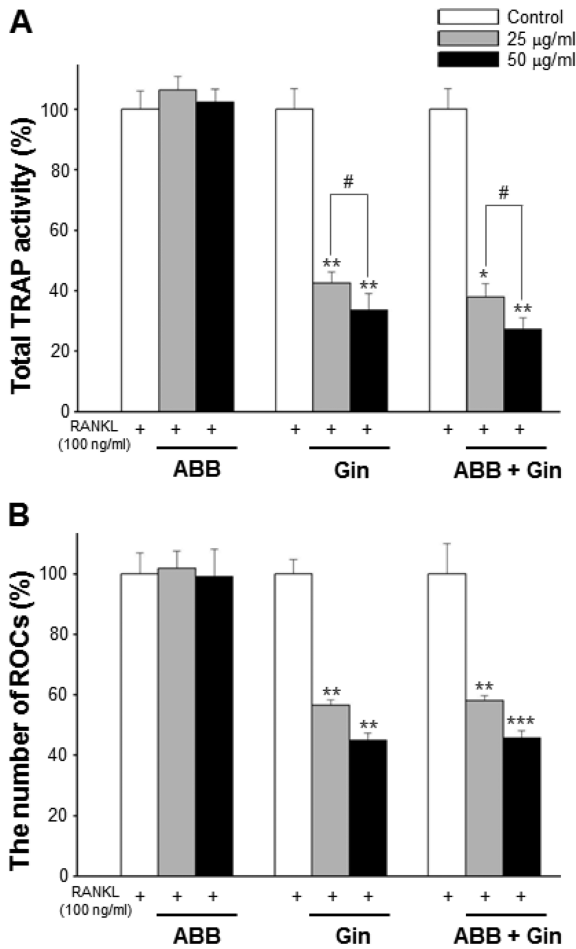 A
Control
25 μg/ml
50 μg/ml
Total TRAP activity (%)
100
80
60
40
20
0
#
#
**
**
*
**
RANKL
(100 ng/ml)
+ + + + + + + + +
ABB Gin ABB + Gin
B
The number of ROCs (%)
100
80
60
40
20
0
**
**
**
***
RANKL
(100 ng/ml)
+ + + + + + + + +
ABB Gin ABB + Gin